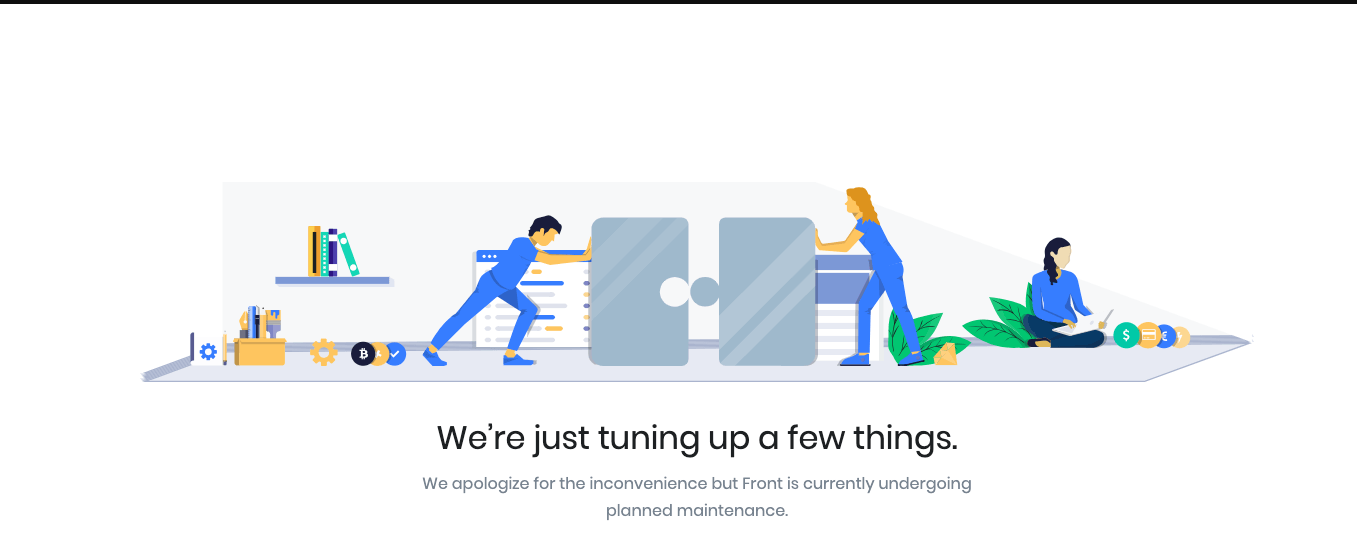 We’re just tuning up a few things.
We apologize for the inconvenience but Front is currently undergoing
planned maintenance.